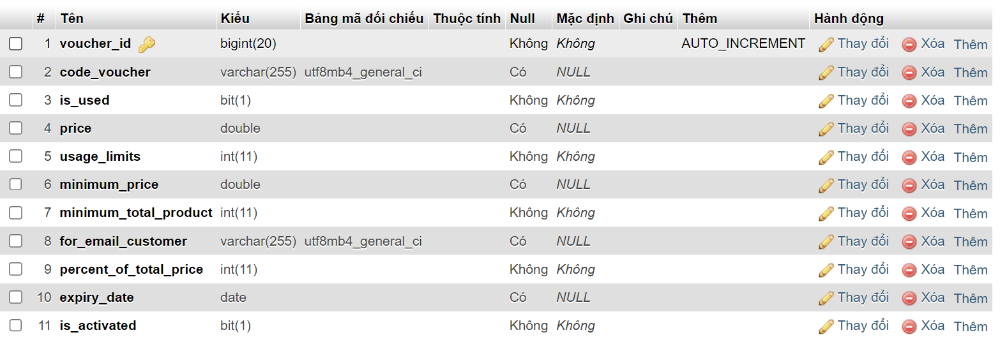 # Tên Kiểu Bảng mã đối chiếu Thuộc tính Null Mặc định Ghi chú Thêm Hành động
1 voucher_id bigint(20) Không Không AUTO_INCREMENT Thay đổi Xóa Thêm
2 code_voucher varchar(255) utf8mb4_general_ci Có NULL Thay đổi Xóa Thêm
3 is_used bit(1) Không Không Thay đổi Xóa Thêm
4 price double Có NULL Thay đổi Xóa Thêm
5 usage_limits int(11) Không Không Thay đổi Xóa Thêm
6 minimum_price double Có NULL Thay đổi Xóa Thêm
7 minimum_total_product int(11) Không Không Thay đổi Xóa Thêm
8 for_email_customer varchar(255) utf8mb4_general_ci Có NULL Thay đổi Xóa Thêm
9 percent_of_total_price int(11) Không Không Thay đổi Xóa Thêm
10 expiry_date date Có NULL Thay đổi Xóa Thêm
11 is_activated bit(1) Không Không Thay đổi Xóa Thêm